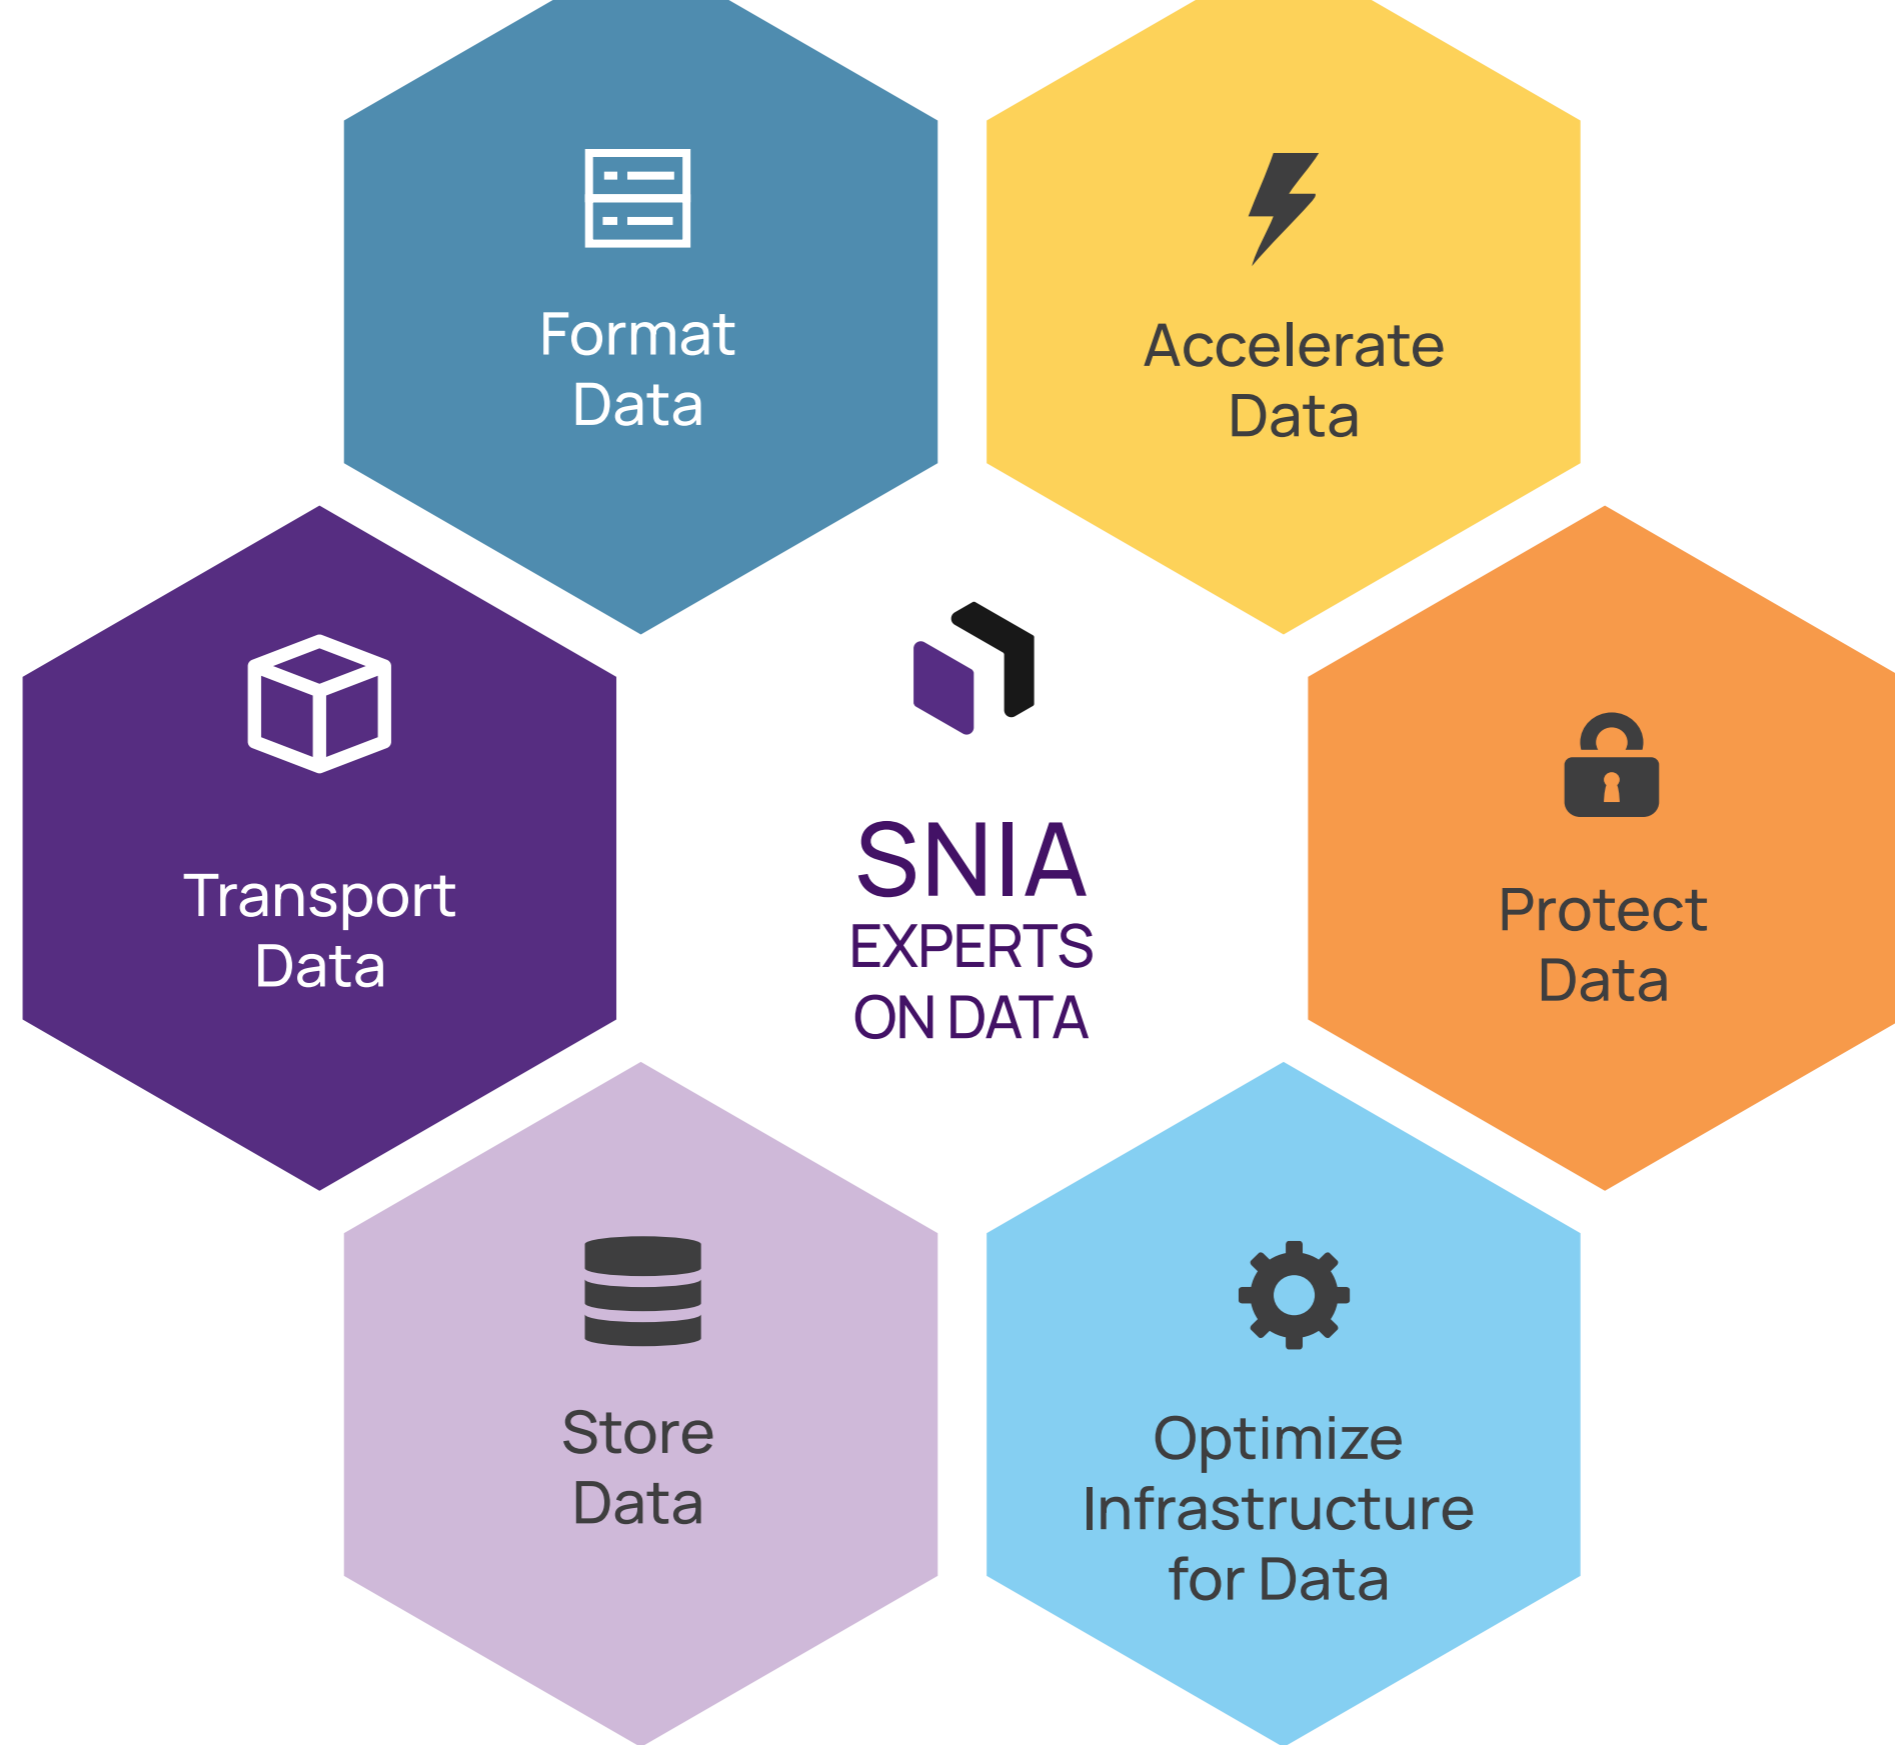 Format
Data
Accelerate
Data
Transport
Data
SNIA
EXPERTS
ON DATA
Protect
Data
Store
Data
Optimize
Infrastructure
for Data